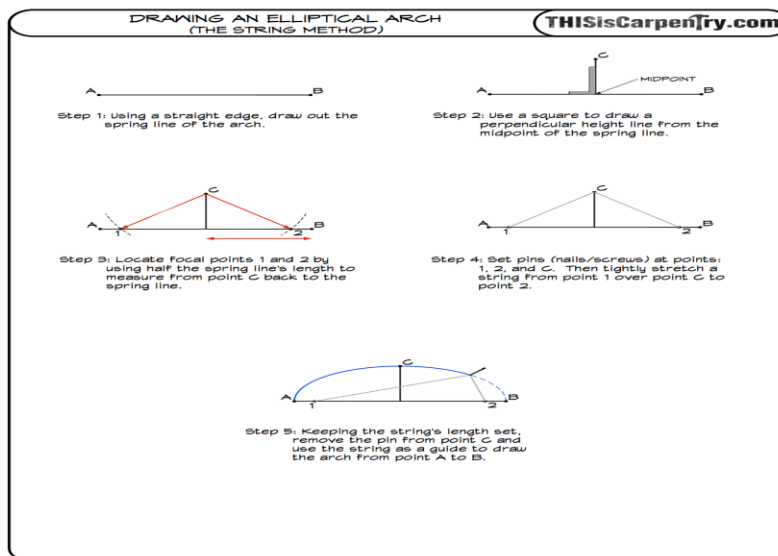 DRAWING AN ELLIPTICAL ARCH
(THE STRING METHOD)
THISisCarpenTry.com
A
B
Step 1: Using a straight edge, draw out the
spring line of the arch.
C
MIDPOINT
A
B
Step 2: Use a square to draw a
perpendicular height line from the
midpoint of the spring line.
C
A
B
1
2
Step 3: Locate focal points 1 and 2 by
using half the spring line's length to
measure from point C back to the
spring line.
C
A
B
1
2
Step 4: Set pins (nails/screws) at points:
1, 2, and C. Then tightly stretch a
string from point 1 over point C to
point 2.
C
A
B
1
2
Step 5: Keeping the string's length set,
remove the pin from point C and
use the string as a guide to draw
the arch from point A to B.